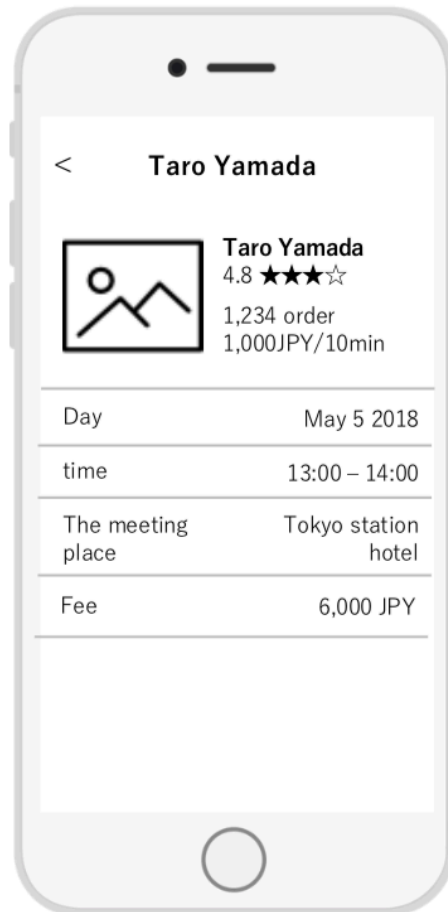 < Taro Yamada
Taro Yamada
4.8 ★★★☆
1,234 order
1,000JPY/10min
Day May 5 2018
time 13:00 – 14:00
The meeting place Tokyo station hotel
Fee 6,000 JPY